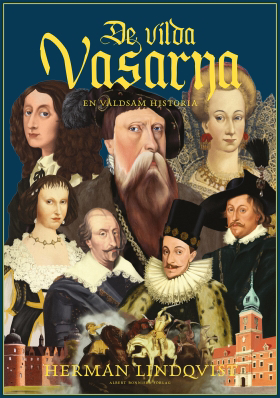 De vilda
Vasarna
EN VÅLDSAM HISTORIA
HERMAN LINDQVIST
ALBERT BONNIERS FÖRLAG